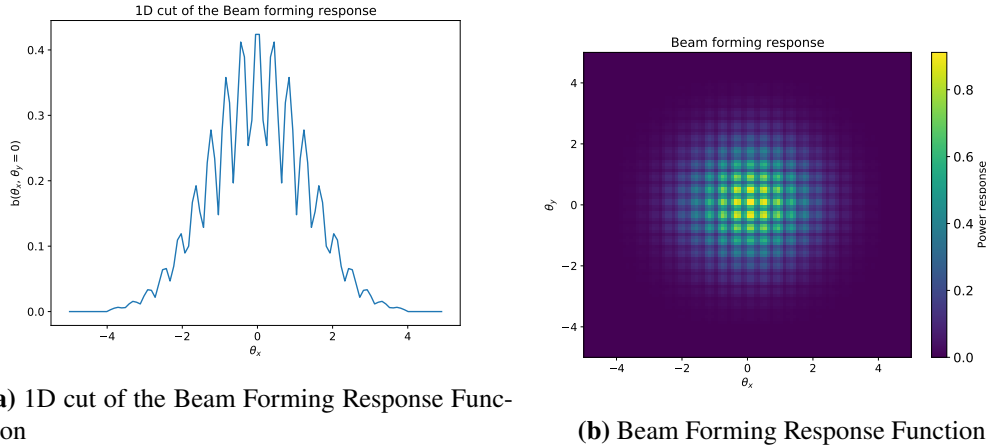 1D cut of the Beam forming response
0.4
0.3
0.2
0.1
0.0
b(θx, θy = 0)
−4 −2 0 2 4
θx
a) 1D cut of the Beam Forming Response Func-
on
Beam forming response
4
2
0
−2
−4
θy
−4 −2 0 2 4
θx
0.8
0.6
0.4
0.2
0.0
Power response
(b) Beam Forming Response Function